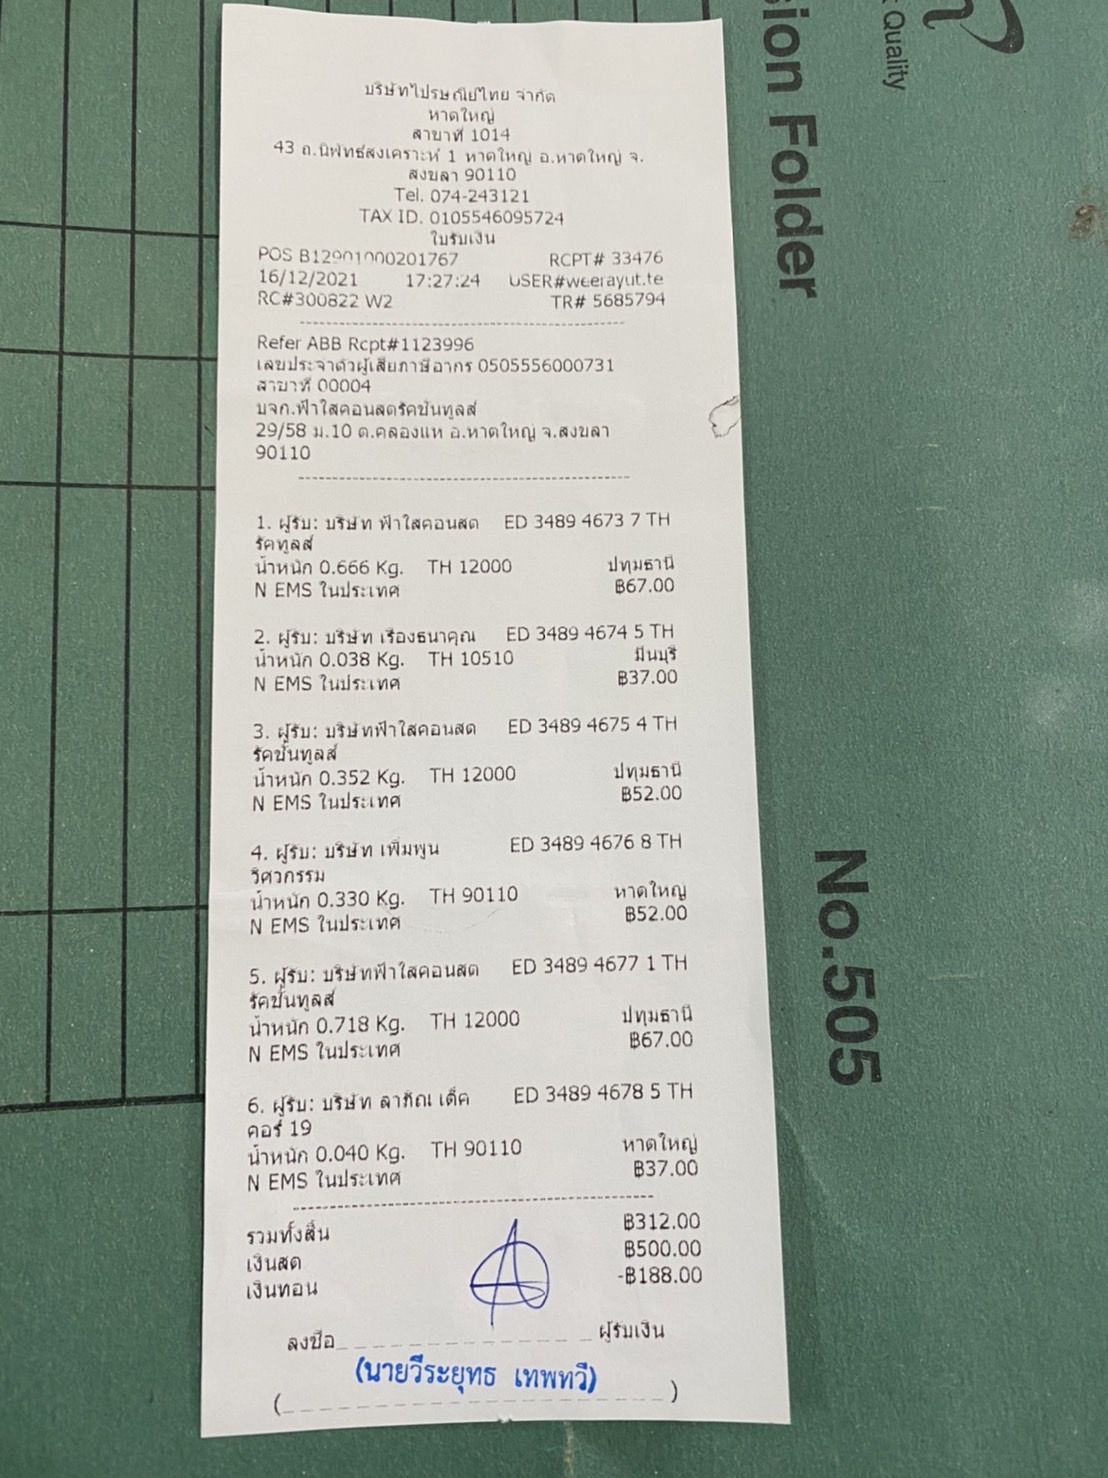 บริษัทไปรษณีย์ไทย จำกัด
หาดใหญ่
สาขาที่ 1014
43 ถ.นิพัทธ์สงเคราะห์ 1 หาดใหญ่ อ.หาดใหญ่ จ.
สงขลา 90110
Tel. 074-243121
TAX ID. 0105546095724
ใบรับเงิน
POS B12901000201767 RCPT# 33476
16/12/2021 17:27:24 USER#weerayut.te
RC#300822 W2 TR# 5685794
Refer ABB Rcpt#1123996
เลขประจำตัวผู้เสียภาษีอากร 0505556000731
สาขาที่ 00004
บจก.ฟ้าใสคอนสตรัคชั่นทูลส์
29/58 ม.10 ต.คลองแห อ.หาดใหญ่ จ.สงขลา
90110
1. ผู้รับ: บริษัท ฟ้าใสคอนสต ED 3489 4673 7 TH
รัคทูลส์
น้ำหนัก 0.666 Kg. TH 12000 ปทุมธานี
N EMS ในประเทศ ฿67.00
2. ผู้รับ: บริษัท เรืองธนาคุณ ED 3489 4674 5 TH
น้ำหนัก 0.038 Kg. TH 10510 มีนบุรี
N EMS ในประเทศ ฿37.00
3. ผู้รับ: บริษัทฟ้าใสคอนสต ED 3489 4675 4 TH
รัคชั่นทูลส์
น้ำหนัก 0.352 Kg. TH 12000 ปทุมธานี
N EMS ในประเทศ ฿52.00
4. ผู้รับ: บริษัท เพิ่มพูน ED 3489 4676 8 TH
วิศวกรรม
น้ำหนัก 0.330 Kg. TH 90110 หาดใหญ่
N EMS ในประเทศ ฿52.00
5. ผู้รับ: บริษัทฟ้าใสคอนสต ED 3489 4677 1 TH
รัคชั่นทูลส์
น้ำหนัก 0.718 Kg. TH 12000 ปทุมธานี
N EMS ในประเทศ ฿67.00
6. ผู้รับ: บริษัท ลาภิณ เด็ค ED 3489 4678 5 TH
คอร์ 19
น้ำหนัก 0.040 Kg. TH 90110 หาดใหญ่
N EMS ในประเทศ ฿37.00
รวมทั้งสิ้น ฿312.00
เงินสด ฿500.00
เงินทอน -฿188.00
ลงชื่อ ผู้รับเงิน
(นายวีระยุทธ เทพทวี)
( )
sion Folder
No.505
Quality